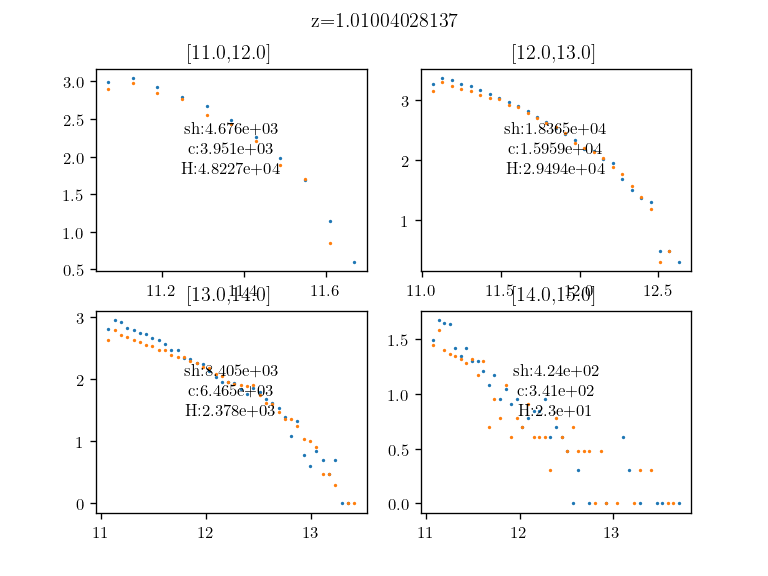 z=1.01004028137
[11.0,12.0]
[12.0,13.0]
3.0
2.5
2.0
1.5
1.0
0.5
sh:4.676e+03
c:3.951e+03
H:4.8227e+04
11.2
11.4
11.6
3
2
1
sh:1.8365e+04
c:1.5959e+04
H:2.9494e+04
11.0
11.5
12.0
12.5
[13.0,14.0]
[14.0,15.0]
3
2
1
0
sh:8.405e+03
c:6.465e+03
H:2.378e+03
11
12
13
1.5
1.0
0.5
0.0
sh:4.24e+02
c:3.41e+02
H:2.3e+01
11
12
13